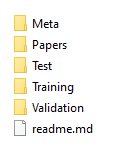 Meta
Papers
Test
Training
Validation
readme.md